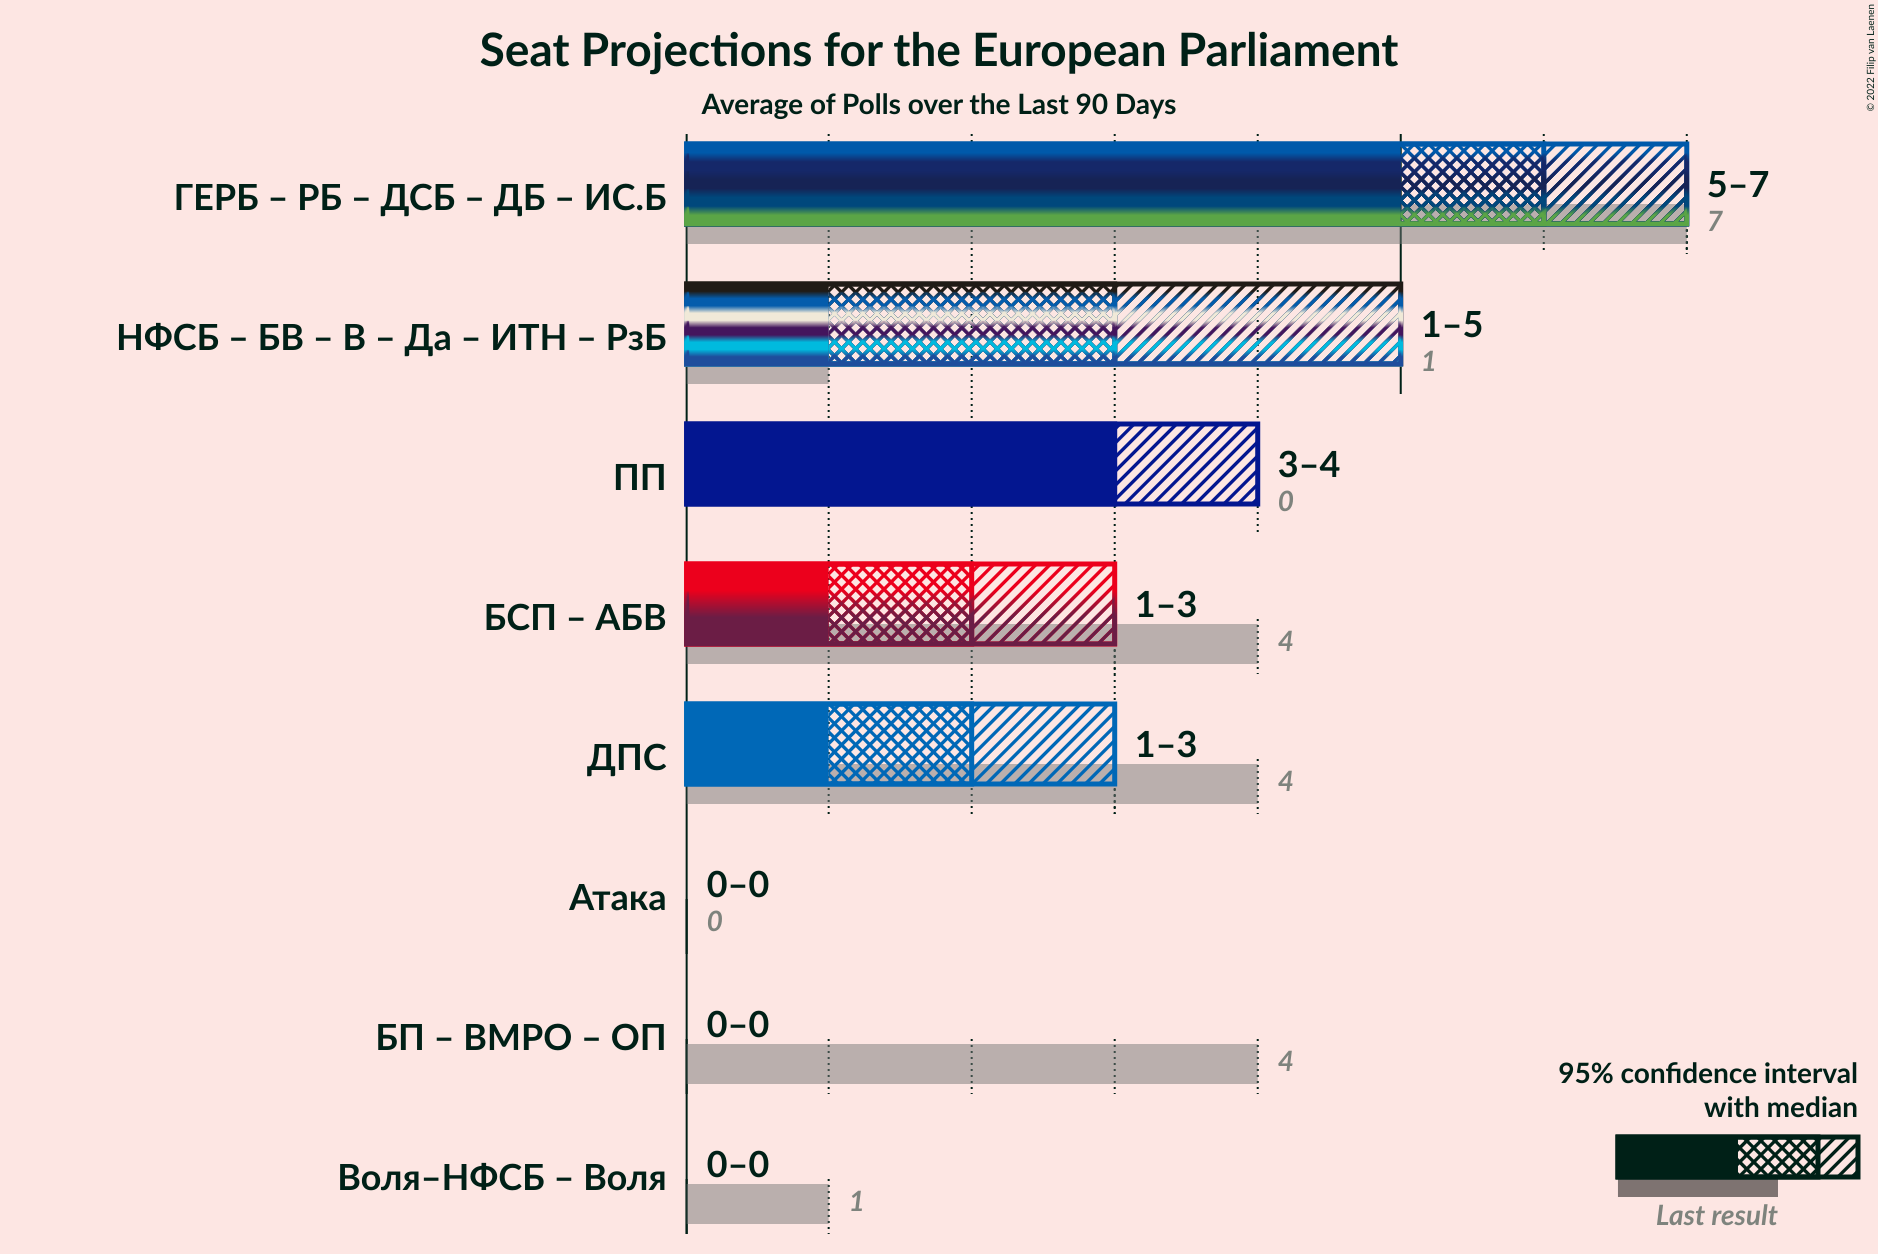 Seat Projections for the European Parliament
Average of Polls over the Last 90 Days
© 2022 Filip van Laenen
ГЕРБ – РБ – ДСБ – ДБ – ИС.Б
5–7
7
НФСБ – БВ – В – Да – ИТН – РзБ
1–5
1
ПП
3–4
0
БСП – АБВ
1–3
4
ДПС
1–3
4
Атака
0–0
0
БП – ВМРО – ОП
0–0
4
Воля–НФСБ – Воля
0–0
1
95% confidence interval
with median
Last result